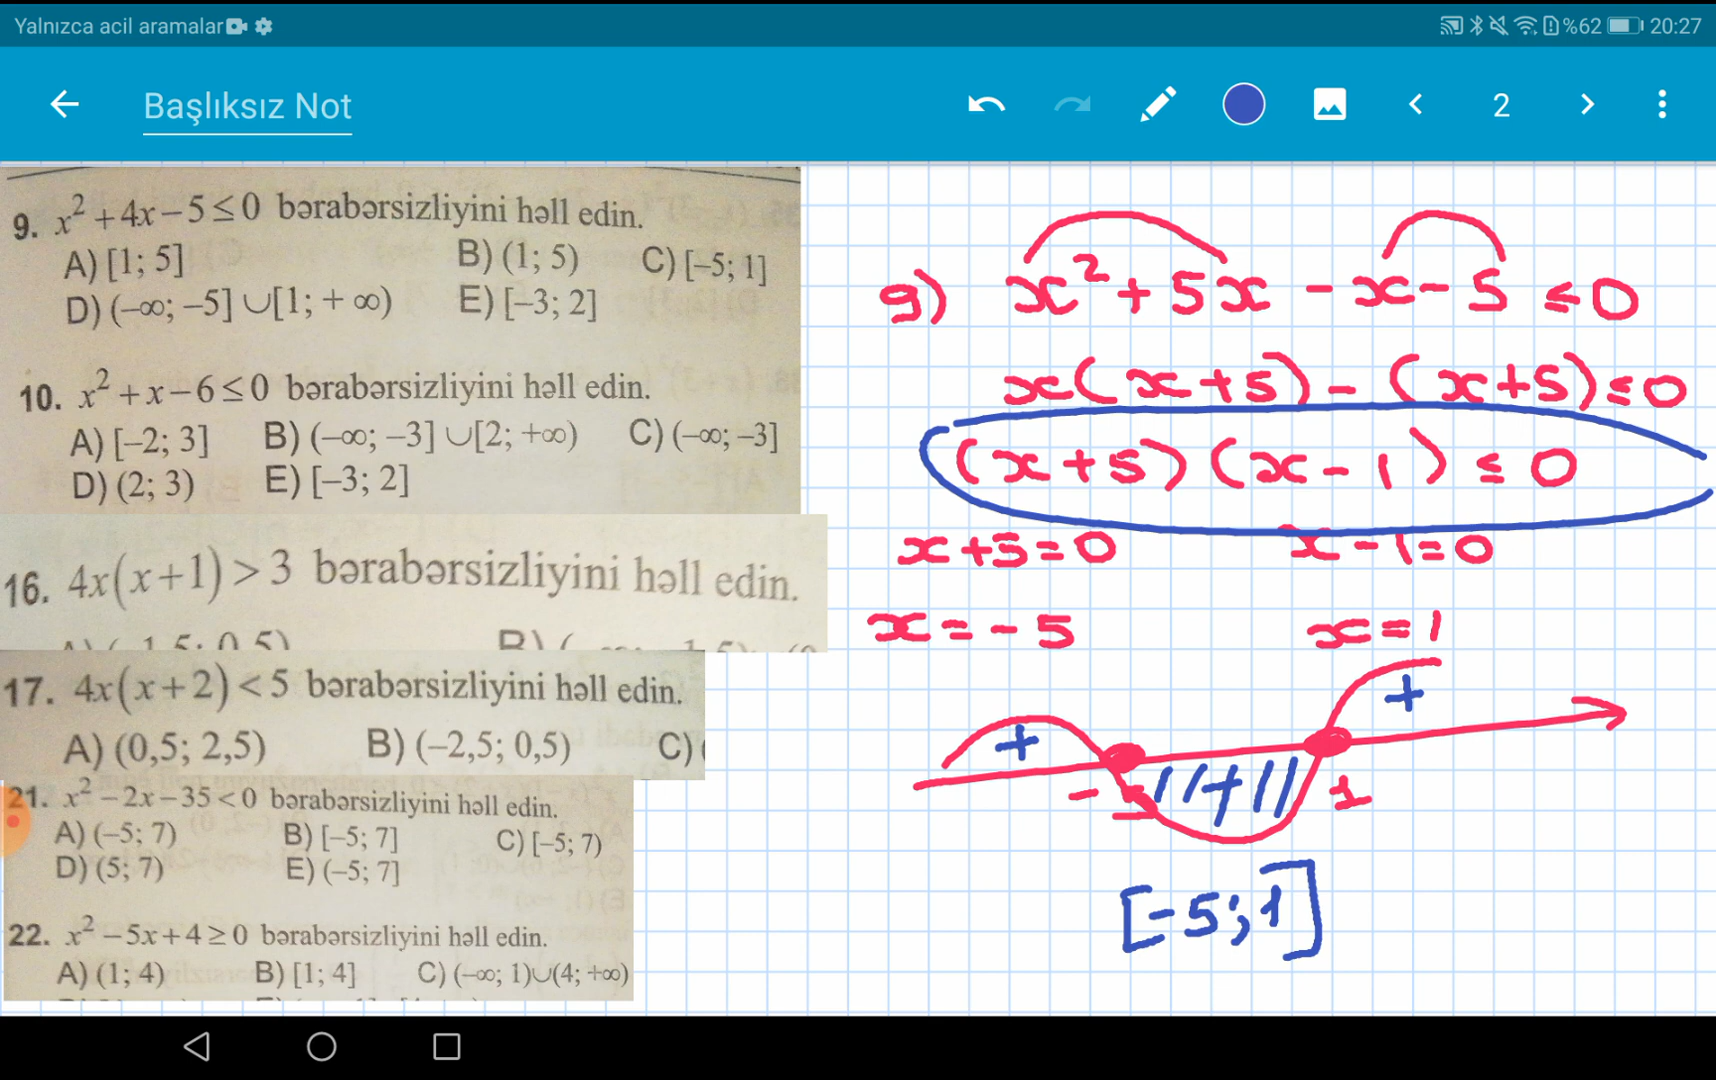 Yalnızca acil aramalar %62 20:27
Başlıksız Not 2
9. x² + 4x − 5 ≤ 0 bərabərsizliyini həll edin.
A) [1; 5] B) (1; 5) C) [−5; 1]
D) (−∞; −5] ∪ [1; + ∞) E) [−3; 2]
10. x² + x − 6 ≤ 0 bərabərsizliyini həll edin.
A) [−2; 3] B) (−∞; −3] ∪ [2; +∞) C) (−∞; −3]
D) (2; 3) E) [−3; 2]
16. 4x(x+1) > 3 bərabərsizliyini həll edin.
17. 4x(x+2) < 5 bərabərsizliyini həll edin.
A) (0,5; 2,5) B) (−2,5; 0,5) C)
21. x² − 2x − 35 < 0 bərabərsizliyini həll edin.
A) (−5; 7) B) [−5; 7] C) [−5; 7)
D) (5; 7) E) (−5; 7]
22. x² − 5x + 4 ≥ 0 bərabərsizliyini həll edin.
A) (1; 4) B) [1; 4] C) (−∞; 1)∪(4; +∞)
9) x² + 5x − x − 5 ≤ 0
x(x+5) − (x+5) ≤ 0
(x+5)(x−1) ≤ 0
x+5=0 x−1=0
x=−5 x=1
+ +
1
[−5;1]